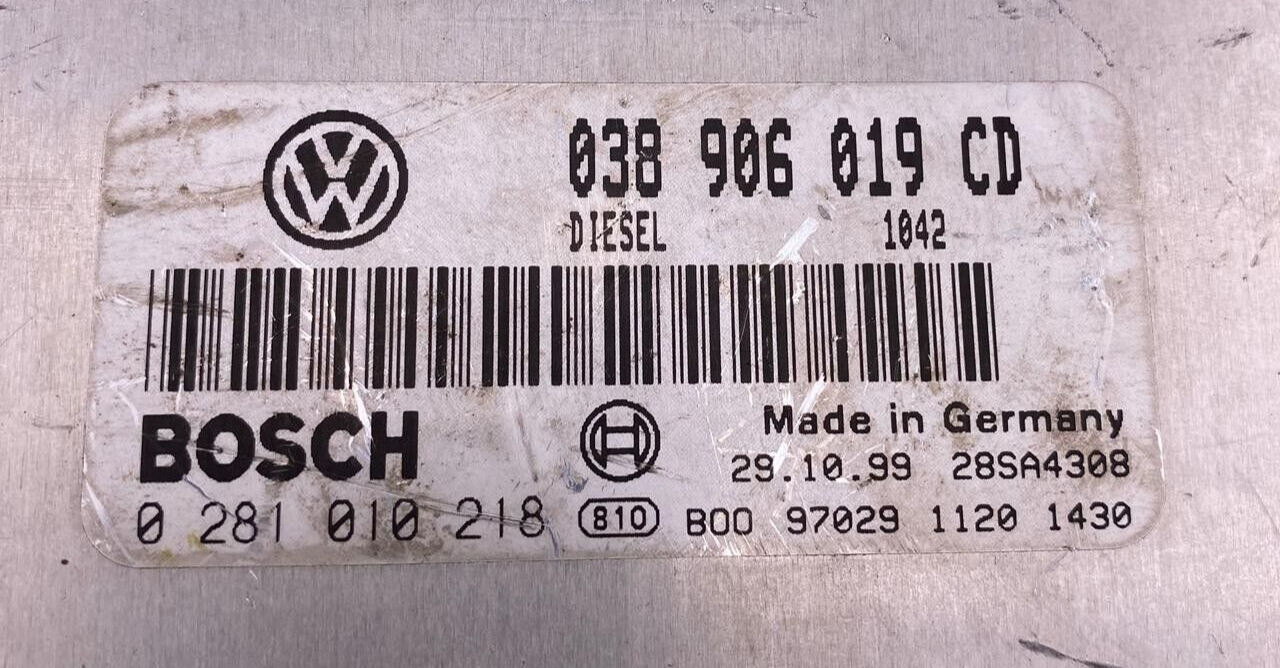 038 906 019 CD
DIESEL 1042
BOSCH
Made in Germany
29.10.99 28SA4308
0 281 010 218 810 B00 97029 1120 1430